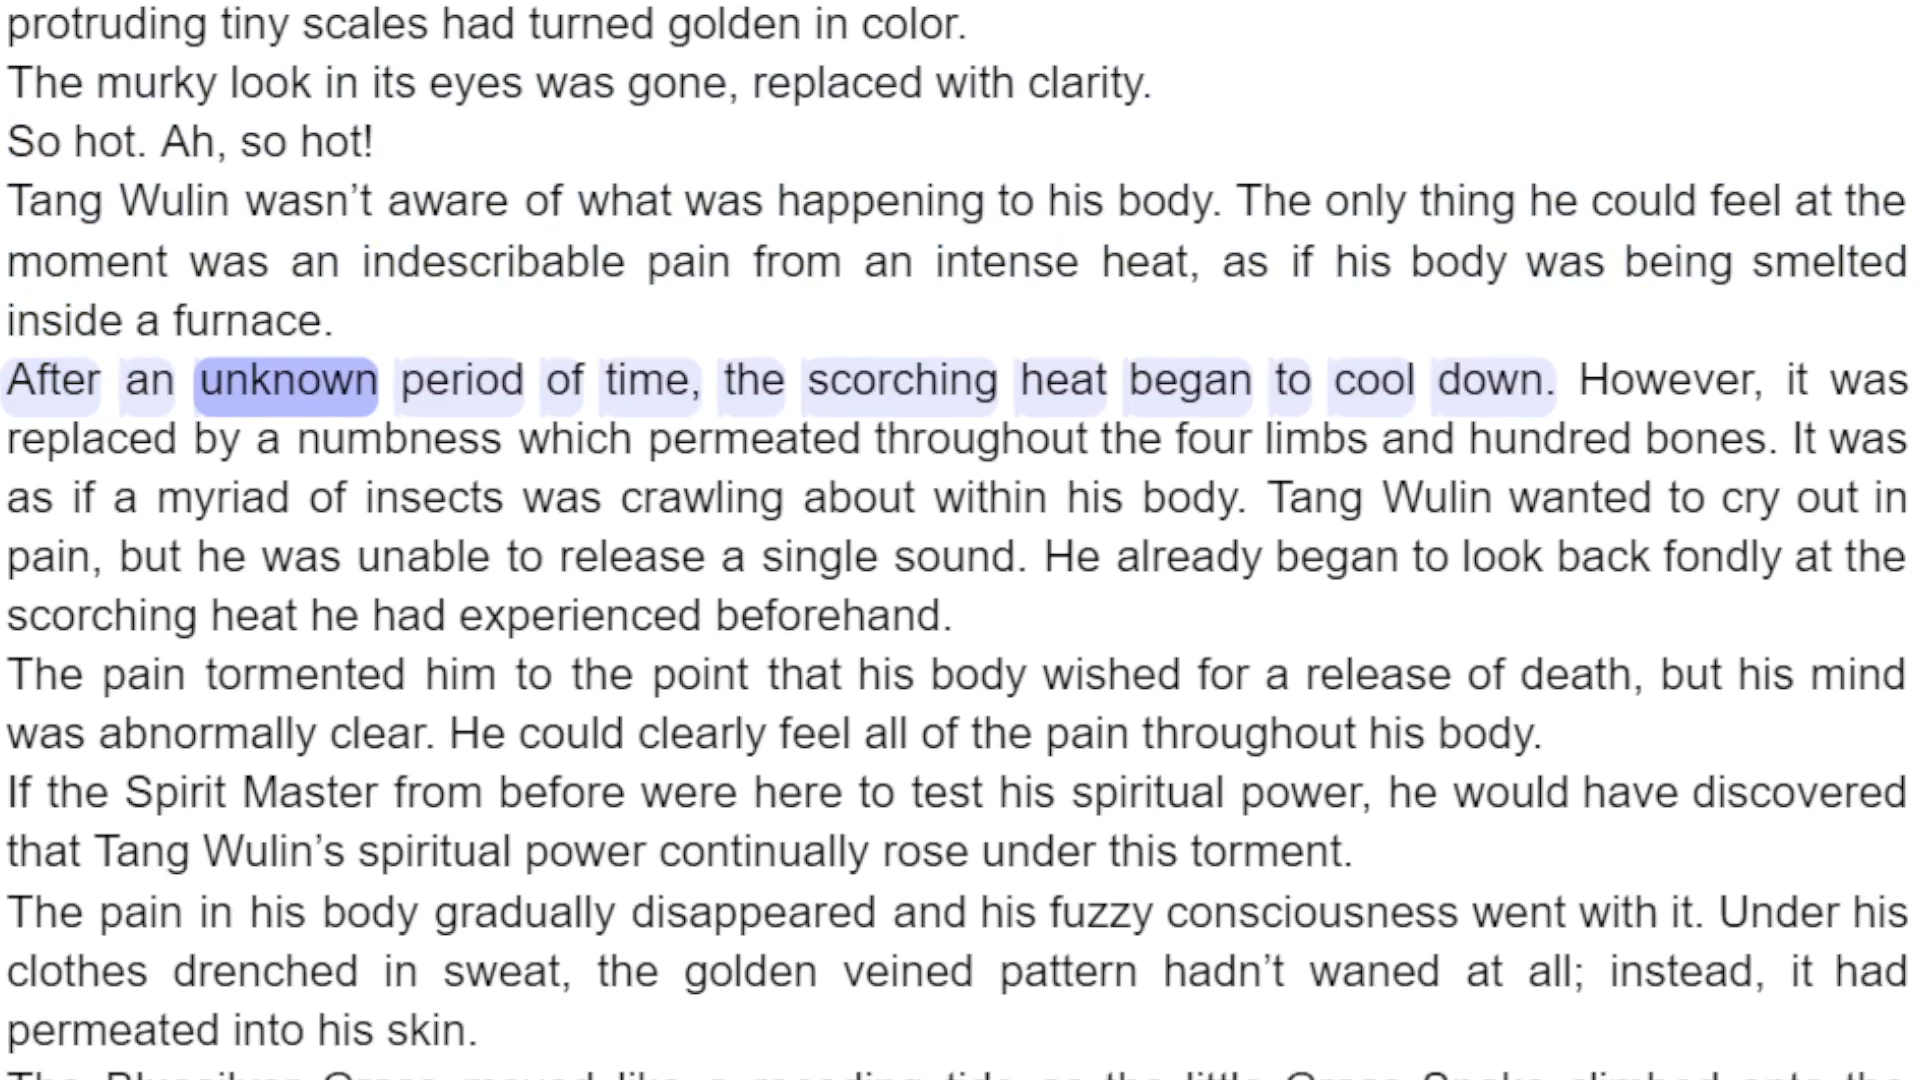 protruding tiny scales had turned golden in color.
The murky look in its eyes was gone, replaced with clarity.
So hot. Ah, so hot!
Tang Wulin wasn’t aware of what was happening to his body. The only thing he could feel at the
moment was an indescribable pain from an intense heat, as if his body was being smelted
inside a furnace.
After an unknown period of time, the scorching heat began to cool down. However, it was
replaced by a numbness which permeated throughout the four limbs and hundred bones. It was
as if a myriad of insects was crawling about within his body. Tang Wulin wanted to cry out in
pain, but he was unable to release a single sound. He already began to look back fondly at the
scorching heat he had experienced beforehand.
The pain tormented him to the point that his body wished for a release of death, but his mind
was abnormally clear. He could clearly feel all of the pain throughout his body.
If the Spirit Master from before were here to test his spiritual power, he would have discovered
that Tang Wulin’s spiritual power continually rose under this torment.
The pain in his body gradually disappeared and his fuzzy consciousness went with it. Under his
clothes drenched in sweat, the golden veined pattern hadn’t waned at all; instead, it had
permeated into his skin.